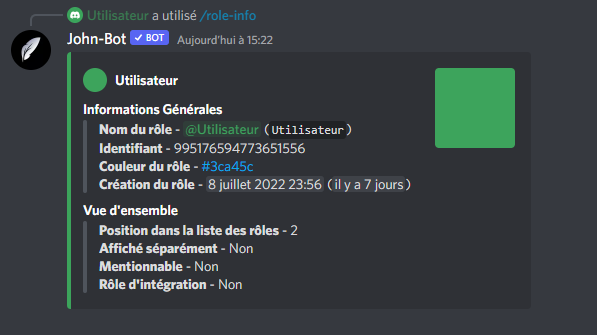 Utilisateur a utilisé /role-info
John-Bot ✓ BOT Aujourd'hui à 15:22
Utilisateur
Informations Générales
Nom du rôle - @Utilisateur (Utilisateur)
Identifiant - 995176594773651556
Couleur du rôle - #3ca45c
Création du rôle - 8 juillet 2022 23:56 (il y a 7 jours)
Vue d'ensemble
Position dans la liste des rôles - 2
Affiché séparément - Non
Mentionnable - Non
Rôle d'intégration - Non